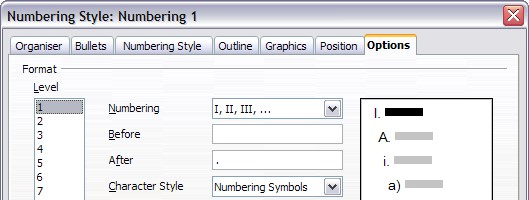 Numbering Style: Numbering 1
Organiser Bullets Numbering Style Outline Graphics Position Options
Format
Level
1
2
3
4
5
6
7
Numbering I, II, III, ...
Before
After .
Character Style Numbering Symbols
I.
A.
i.
a)